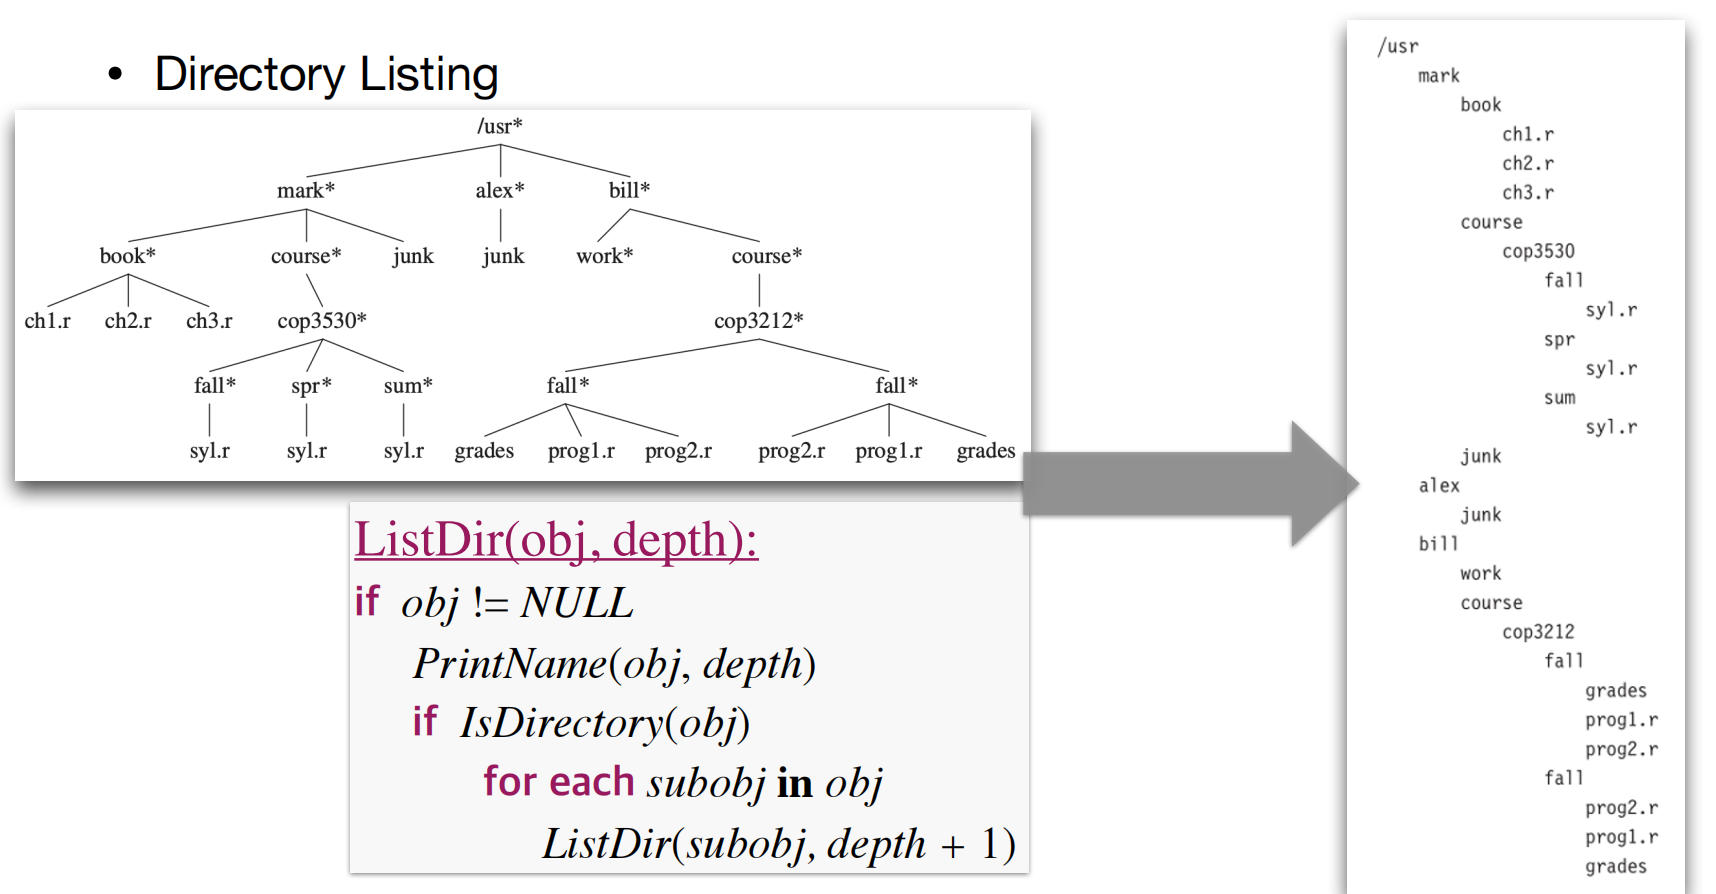 • Directory Listing
/usr*
mark* alex* bill*
book* course* junk junk work* course*
ch1.r ch2.r ch3.r cop3530* cop3212*
fall* spr* sum* fall* fall*
syl.r syl.r syl.r grades prog1.r prog2.r prog2.r prog1.r grades
ListDir(obj, depth):
if obj != NULL
PrintName(obj, depth)
if IsDirectory(obj)
for each subobj in obj
ListDir(subobj, depth + 1)
/usr
mark
book
ch1.r
ch2.r
ch3.r
course
cop3530
fall
syl.r
spr
syl.r
sum
syl.r
junk
alex
junk
bill
work
course
cop3212
fall
grades
prog1.r
prog2.r
fall
prog2.r
prog1.r
grades